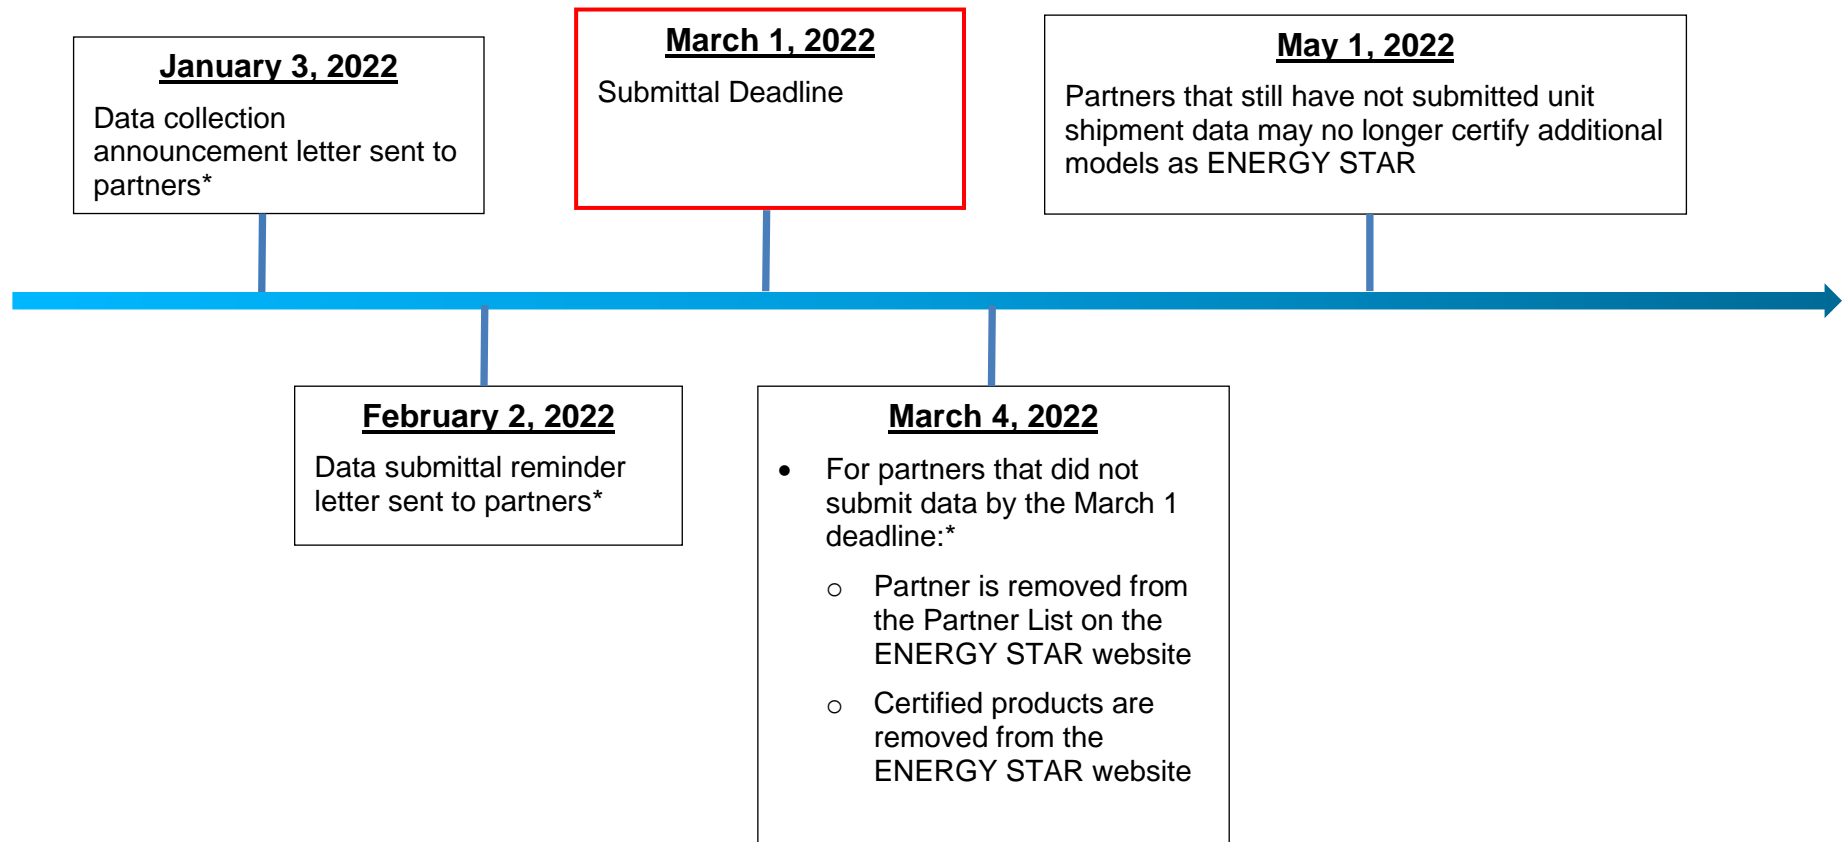 January 3, 2022
Data collection
announcement letter sent to
partners*
March 1, 2022
Submittal Deadline
May 1, 2022
Partners that still have not submitted unit
shipment data may no longer certify additional
models as ENERGY STAR
February 2, 2022
Data submittal reminder
letter sent to partners*
March 4, 2022
• For partners that did not
submit data by the March 1
deadline:*
o Partner is removed from
the Partner List on the
ENERGY STAR website
o Certified products are
removed from the
ENERGY STAR website